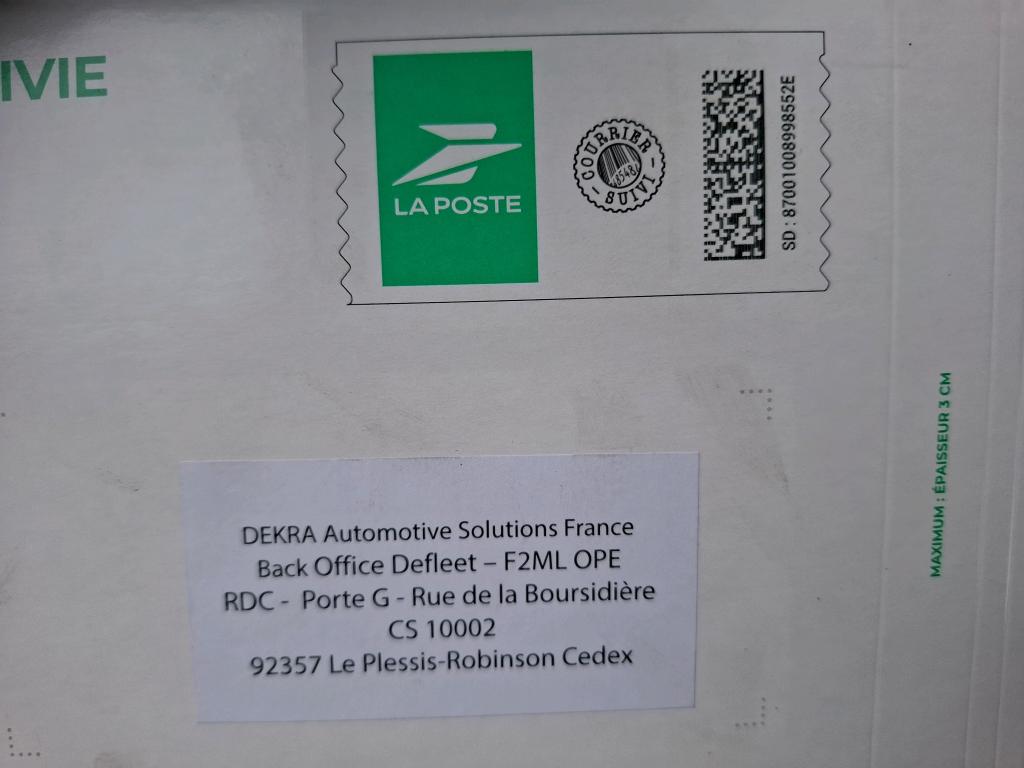 IVIE
LA POSTE
COURRIER
8548
SUIVI
SD : 87001008998552E
MAXIMUM : ÉPAISSEUR 3 CM
DEKRA Automotive Solutions France
Back Office Defleet – F2ML OPE
RDC - Porte G - Rue de la Boursidière
CS 10002
92357 Le Plessis-Robinson Cedex